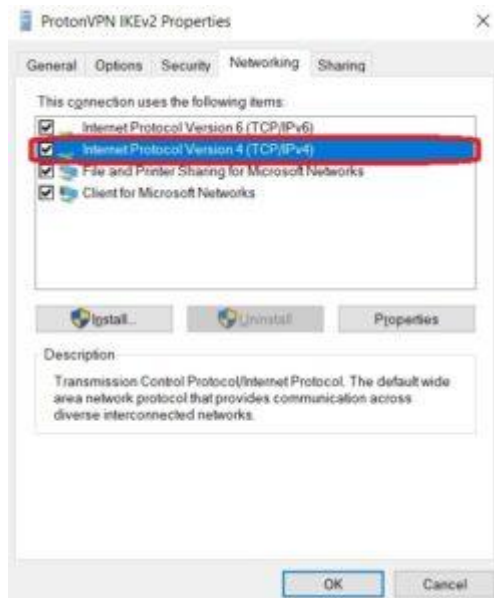 ProtonVPN IKEv2 Properties
General Options Security Networking Sharing
This connection uses the following items:
Internet Protocol Version 6 (TCP/IPv6)
Internet Protocol Version 4 (TCP/IPv4)
File and Printer Sharing for Microsoft Networks
Client for Microsoft Networks
Install... Uninstall Properties
Description
Transmission Control Protocol/Internet Protocol. The default wide
area network protocol that provides communication across
diverse interconnected networks.
OK Cancel